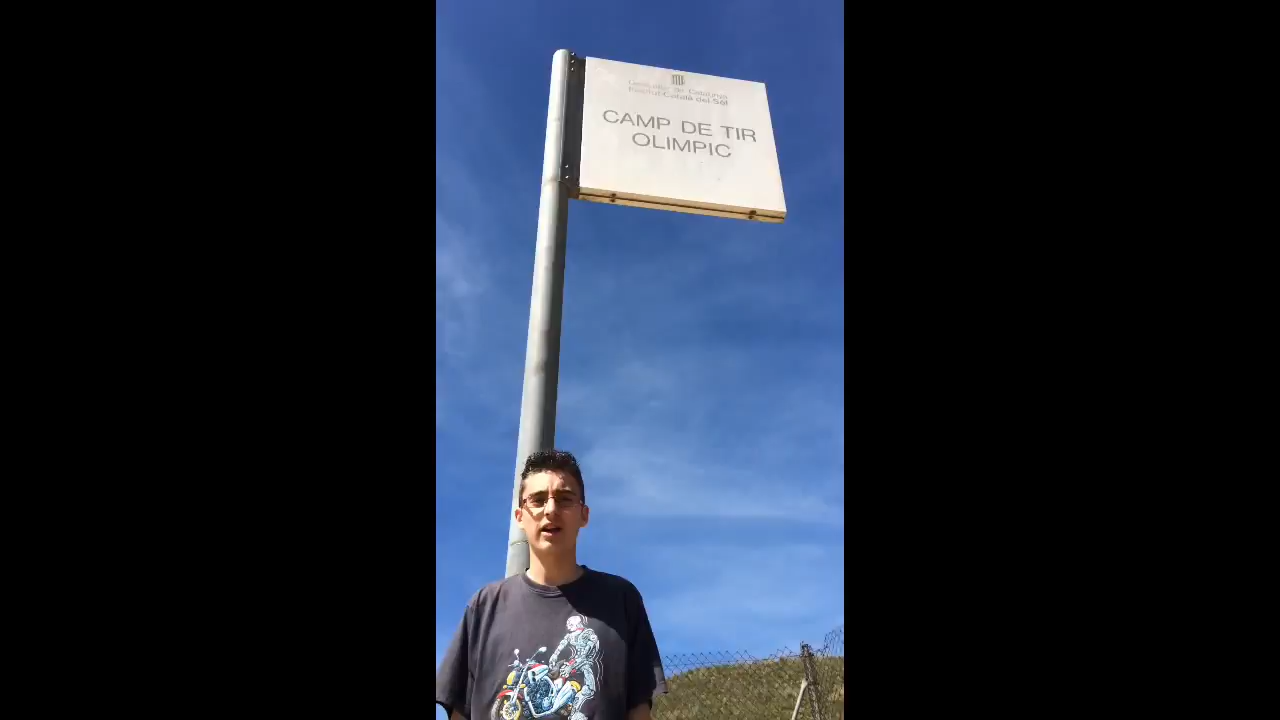 Generalitat de Catalunya
Institut Català del Sòl
CAMP DE TIR
OLIMPIC